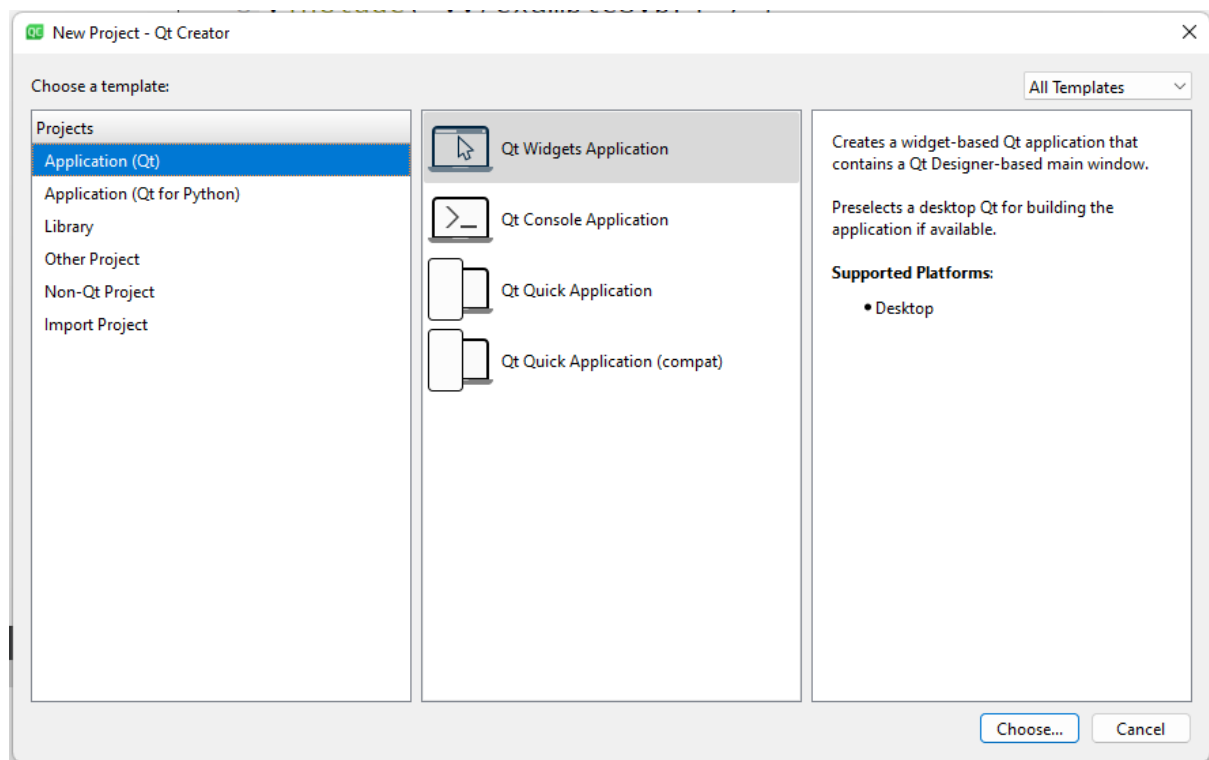 New Project - Qt Creator
Choose a template:
All Templates
Projects
Application (Qt)
Application (Qt for Python)
Library
Other Project
Non-Qt Project
Import Project
Qt Widgets Application
Qt Console Application
Qt Quick Application
Qt Quick Application (compat)
Creates a widget-based Qt application that
contains a Qt Designer-based main window.
Preselects a desktop Qt for building the
application if available.
Supported Platforms:
• Desktop
Choose...
Cancel